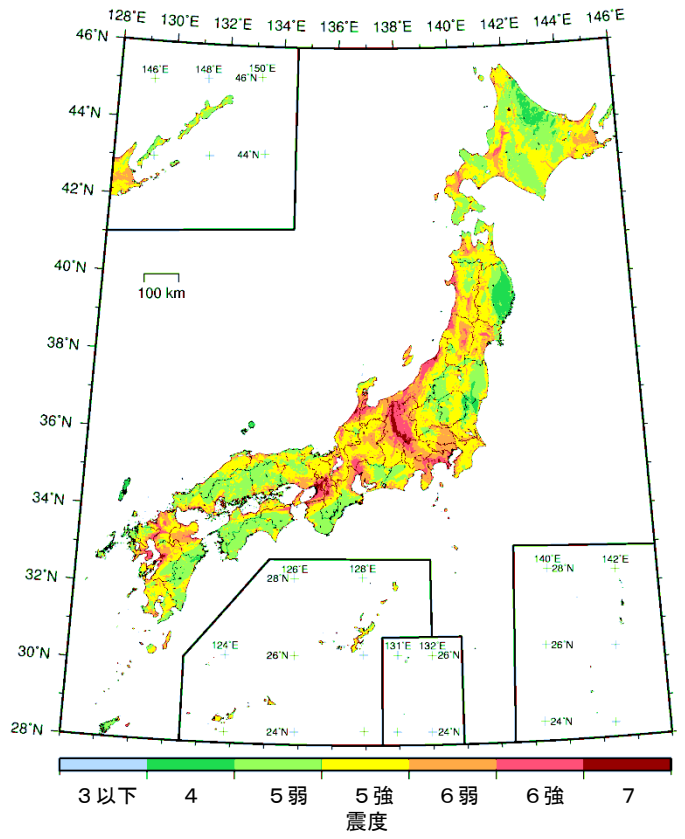 128°E 130°E 132°E 134°E 136°E 138°E 140°E 142°E 144°E 146°E
46°N
146°E 148°E 150°E
46°N
44°N
44°N
42°N
40°N
100 km
38°N
36°N
34°N
32°N
126°E 128°E
28°N
140°E 142°E
28°N
30°N
124°E
26°N
131°E 132°E
26°N
26°N
28°N
24°N
24°N
24°N
3以下 4 5弱 5強 6弱 6強 7
震度